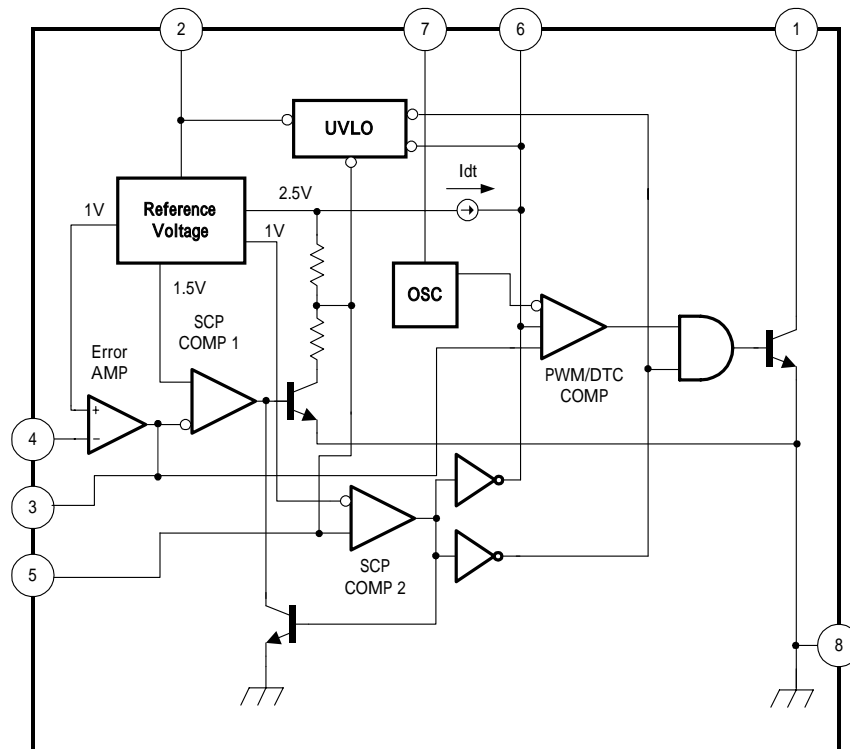 2
7
6
1
UVLO
Idt
2.5V
1V
Reference
Voltage
1V
1.5V
OSC
SCP
COMP 1
Error
AMP
PWM/DTC
COMP
+
−
4
3
5
SCP
COMP 2
8